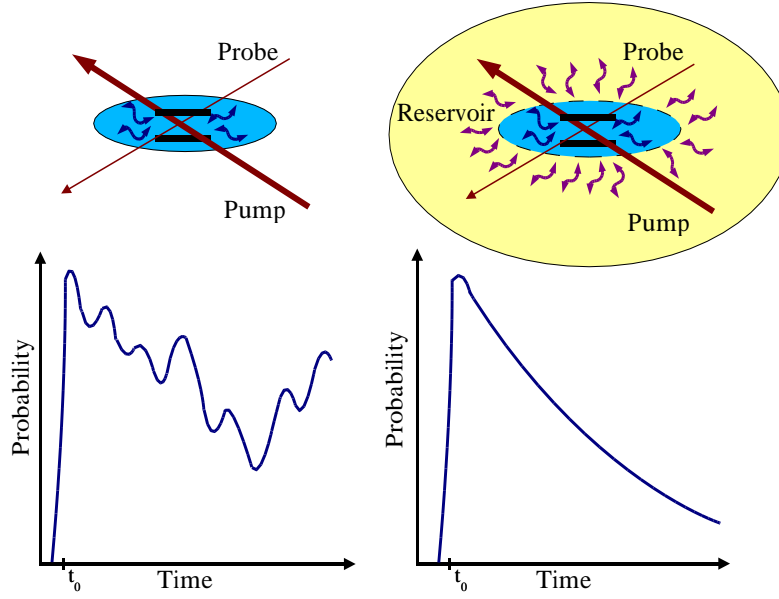 Probe
Pump
Probe
Reservoir
Pump
Probability
t₀
Time
Probability
t₀
Time